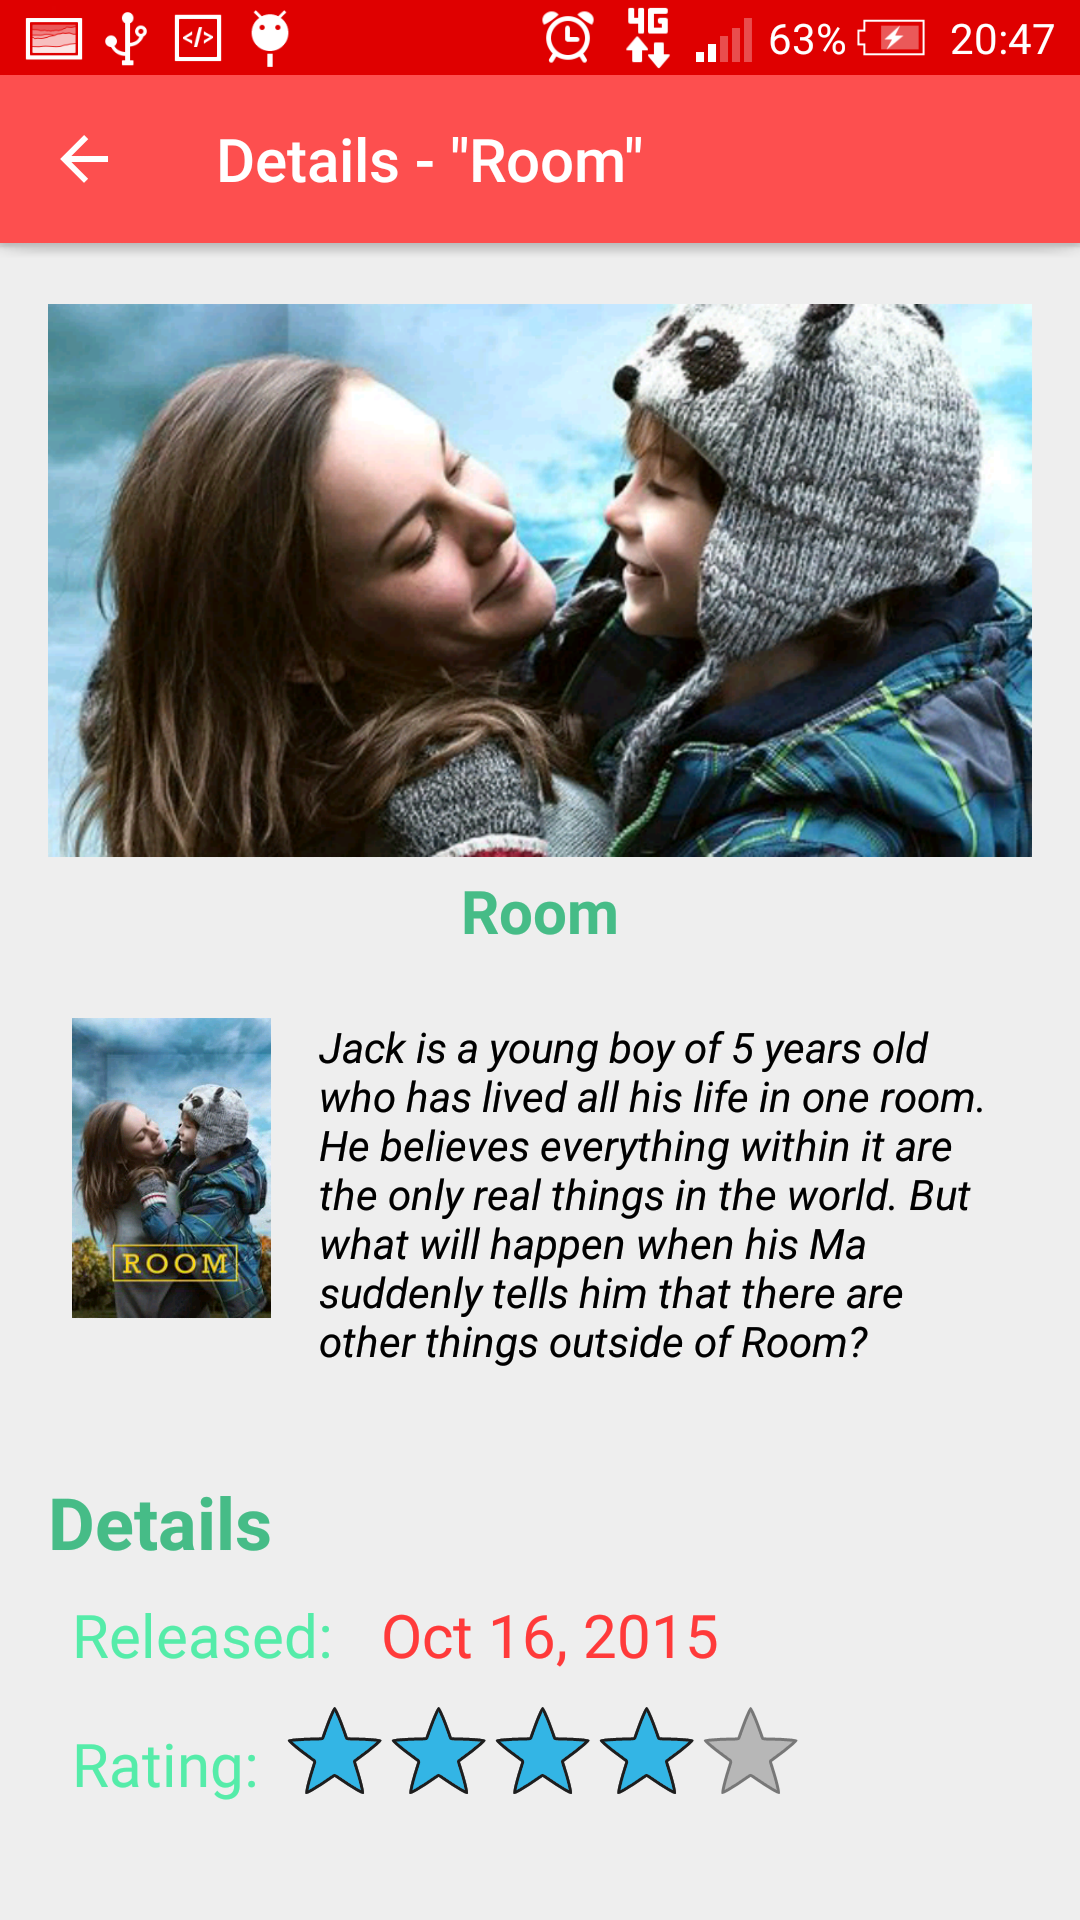 4G
63%
20:47
Details - "Room"
Room
Jack is a young boy of 5 years old
who has lived all his life in one room.
He believes everything within it are
the only real things in the world. But
what will happen when his Ma
suddenly tells him that there are
other things outside of Room?
ROOM
Details
Released: Oct 16, 2015
Rating: